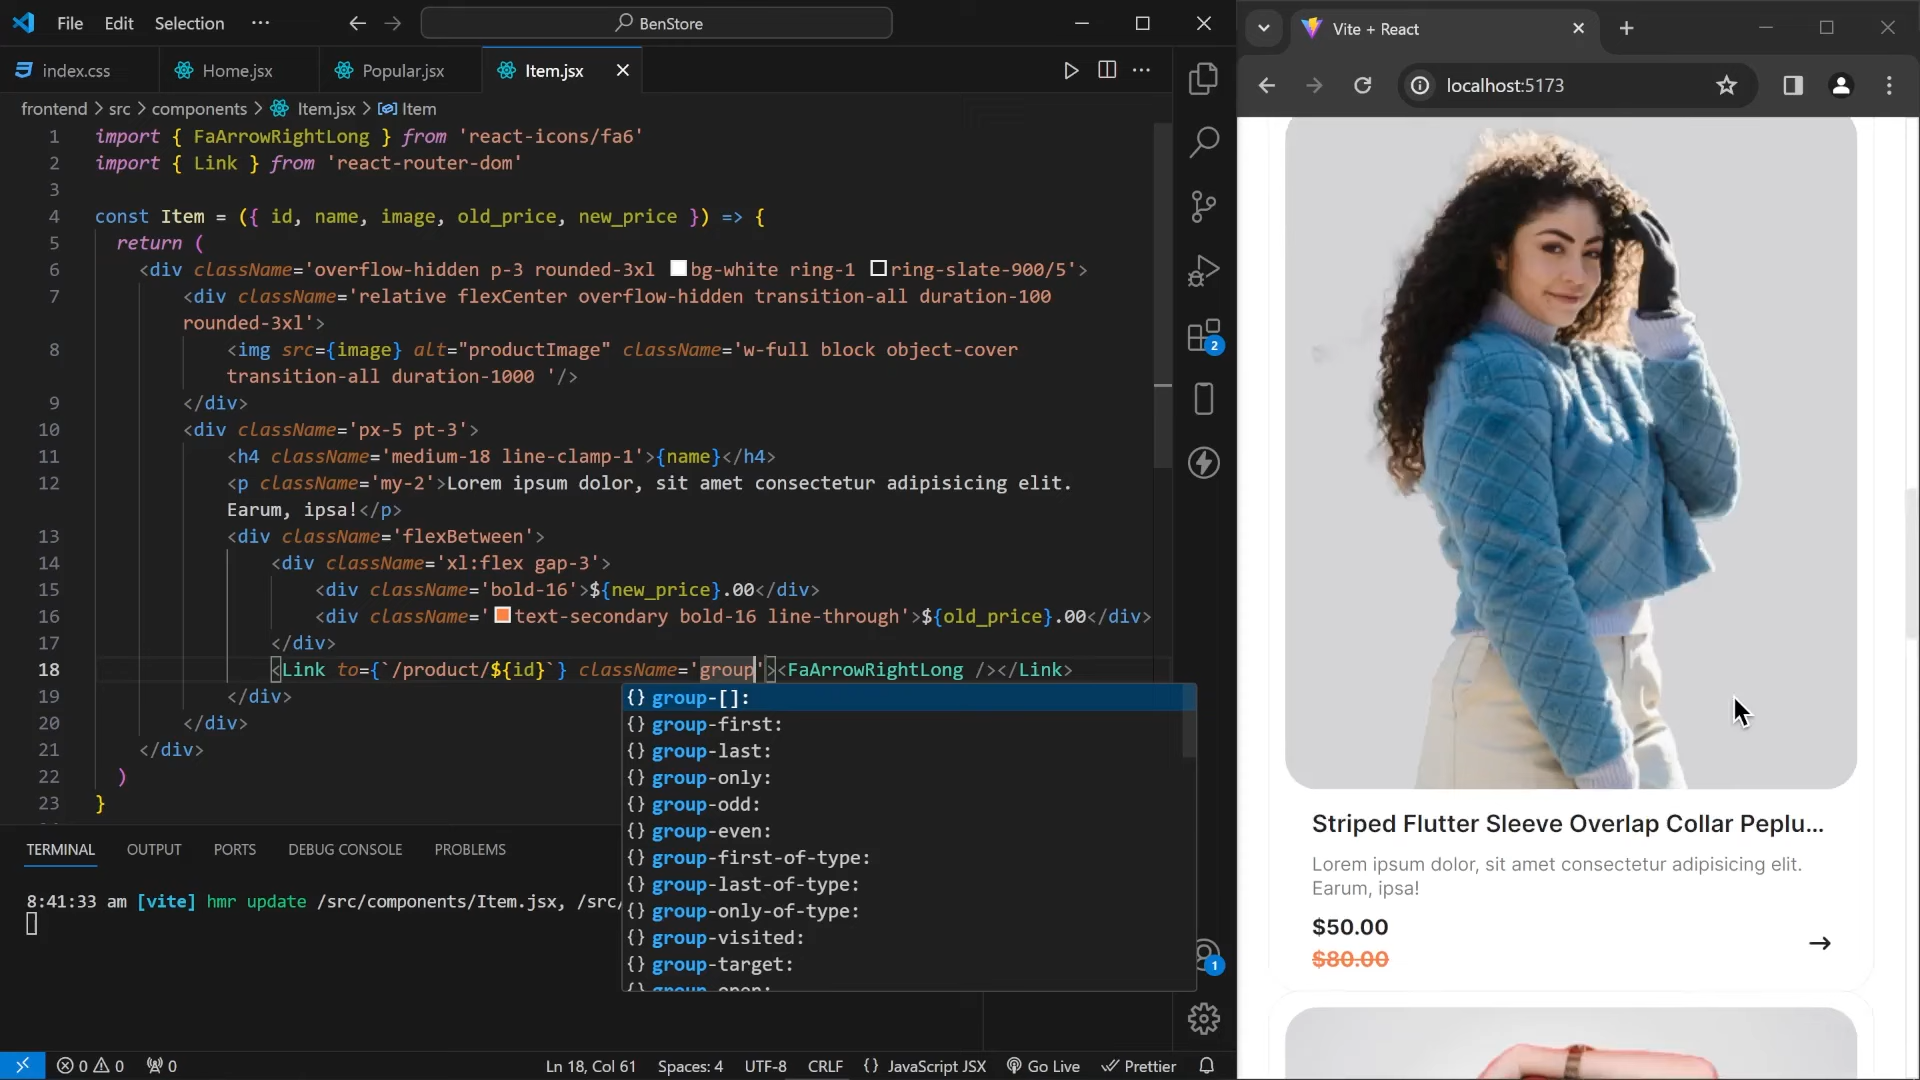 File Edit Selection ··· BenStore
index.css Home.jsx Popular.jsx Item.jsx
frontend > src > components > Item.jsx > Item
1 import { FaArrowRightLong } from 'react-icons/fa6'
2 import { Link } from 'react-router-dom'
3
4 const Item = ({ id, name, image, old_price, new_price }) => {
5 return (
6 <div className='overflow-hidden p-3 rounded-3xl bg-white ring-1 ring-slate-900/5'>
7 <div className='relative flexCenter overflow-hidden transition-all duration-100
rounded-3xl'>
8 <img src={image} alt="productImage" className='w-full block object-cover
transition-all duration-1000 '/>
9 </div>
10 <div className='px-5 pt-3'>
11 <h4 className='medium-18 line-clamp-1'>{name}</h4>
12 <p className='my-2'>Lorem ipsum dolor, sit amet consectetur adipisicing elit.
Earum, ipsa!</p>
13 <div className='flexBetween'>
14 <div className='xl:flex gap-3'>
15 <div className='bold-16'>${new_price}.00</div>
16 <div className='text-secondary bold-16 line-through'>${old_price}.00</div>
17 </div>
18 <Link to={`/product/${id}`} className='group'><FaArrowRightLong /></Link>
19 </div>
20 </div>
21 </div>
22 )
23 }
{} group-[]:
{} group-first:
{} group-last:
{} group-only:
{} group-odd:
{} group-even:
{} group-first-of-type:
{} group-last-of-type:
{} group-only-of-type:
{} group-visited:
{} group-target:
{} group-open:
TERMINAL OUTPUT PORTS DEBUG CONSOLE PROBLEMS
8:41:33 am [vite] hmr update /src/components/Item.jsx, /src/
2
1
0 0 0 Ln 18, Col 61 Spaces: 4 UTF-8 CRLF {} JavaScript JSX Go Live Prettier
Vite + React
localhost:5173
Striped Flutter Sleeve Overlap Collar Peplu...
Lorem ipsum dolor, sit amet consectetur adipisicing elit.
Earum, ipsa!
$50.00
$80.00